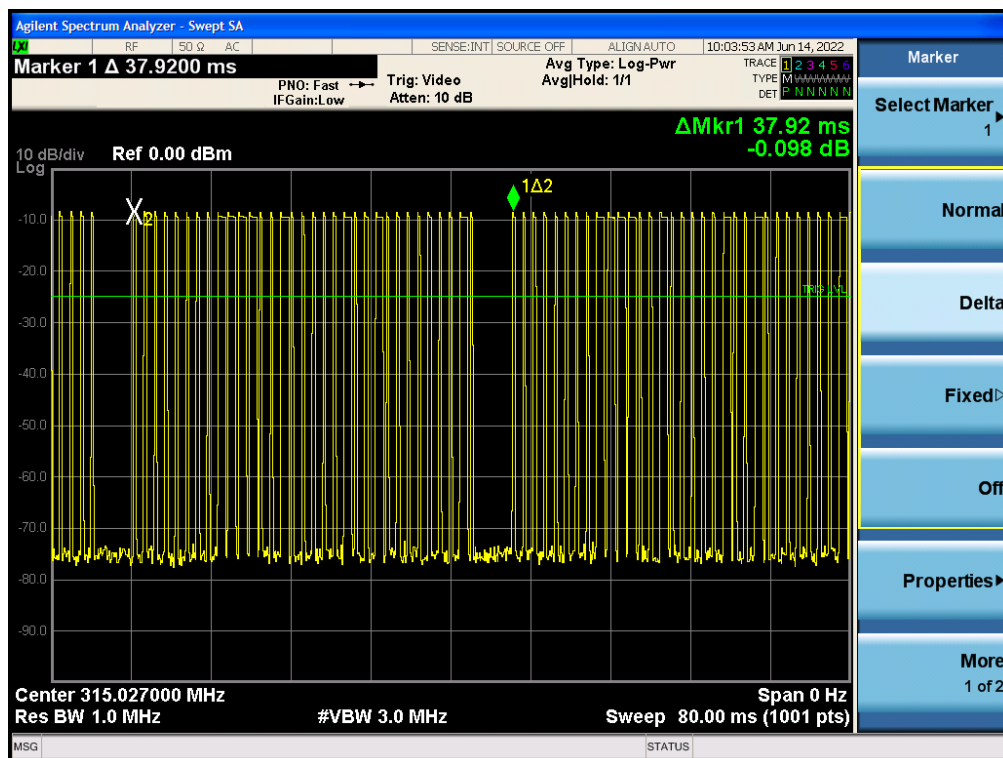 Agilent Spectrum Analyzer - Swept SA
LXI RF 50 Ω AC SENSE:INT SOURCE OFF ALIGN AUTO 10:03:53 AM Jun 14, 2022
Marker 1 Δ 37.9200 ms
PNO: Fast
IFGain:Low
Trig: Video
Atten: 10 dB
Avg Type: Log-Pwr
Avg|Hold: 1/1
TRACE 1 2 3 4 5 6
TYPE M W W W W W
DET P N N N N N
ΔMkr1 37.92 ms
-0.098 dB
10 dB/div Ref 0.00 dBm
Log
1Δ2
X2
-10.0
-20.0
TRIG LVL
-30.0
-40.0
-50.0
-60.0
-70.0
-80.0
-90.0
Center 315.027000 MHz Span 0 Hz
Res BW 1.0 MHz #VBW 3.0 MHz Sweep 80.00 ms (1001 pts)
MSG STATUS
Marker
Select Marker
1
Normal
Delta
Fixed
Off
Properties
More
1 of 2